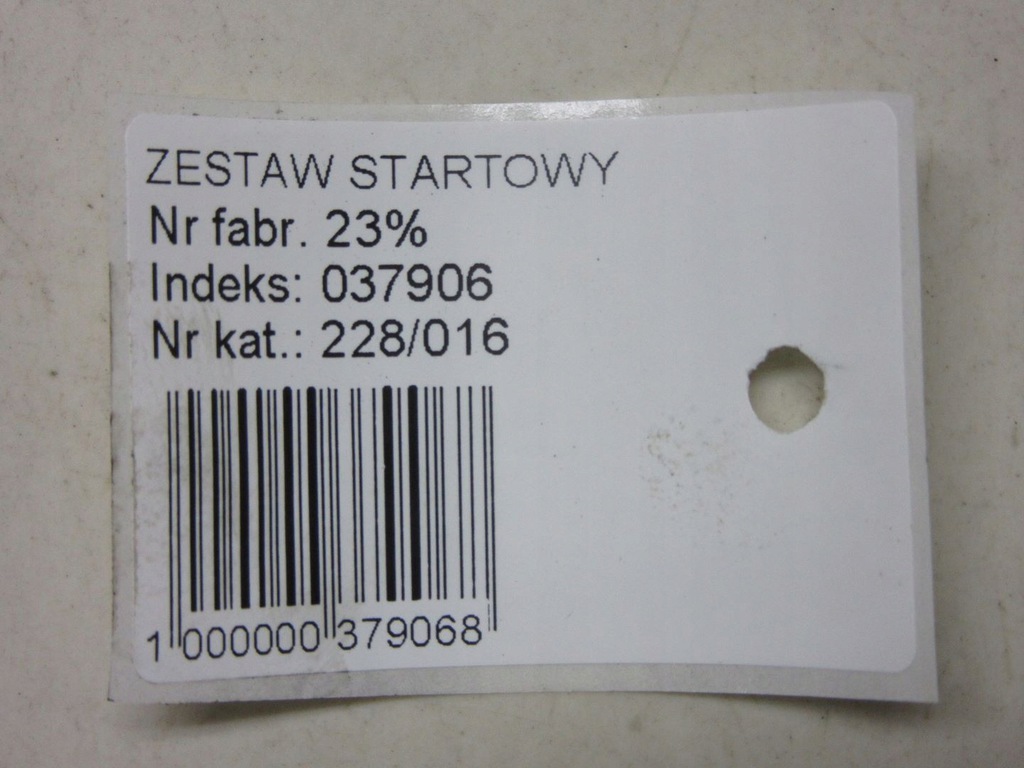 ZESTAW STARTOWY
Nr fabr. 23%
Indeks: 037906
Nr kat.: 228/016
1 000000 379068